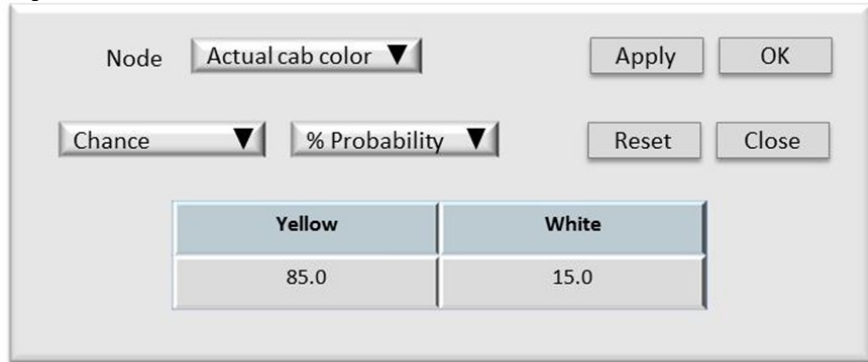 Node Actual cab color ▼ Apply OK
Chance ▼ % Probability ▼ Reset Close
Yellow White
85.0 15.0